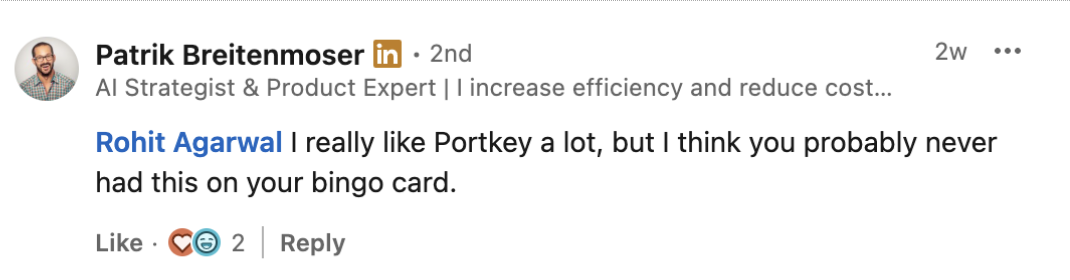 Patrik Breitenmoser in · 2nd 2w
AI Strategist & Product Expert | I increase efficiency and reduce cost...
Rohit Agarwal I really like Portkey a lot, but I think you probably never
had this on your bingo card.
Like · 2 | Reply